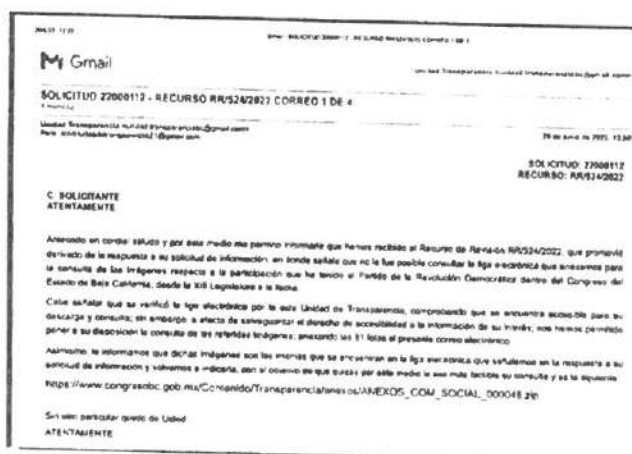 Gmail
SOLICITUD 22000112 - RECURSO RR/524/2022 CORREO 1 DE 4
SOLICITUD: 22000112
RECURSO: RR/524/2022
C. SOLICITANTE
ATENTAMENTE
Anteponiendo un cordial saludo y por este medio me permito informarle que hemos recibido el Recurso de Revisión RR/524/2022, que promovió
derivado de la respuesta a su solicitud de información, en donde señala que no le fue posible consultar la liga electrónica que anexamos para
la consulta de las imágenes respecto a la participación que ha tenido el Partido de la Revolución Democrática dentro del Congreso del
Estado de Baja California, desde la XIII Legislatura a la fecha.
Cabe señalar que se verificó la liga electrónica por la esta Unidad de Transparencia, comprobando que se encuentra accesible para su
descarga y consulta; sin embargo, a efecto de salvaguardar el derecho de accesibilidad a la información de su interés, nos hemos permitido
poner a su disposición la consulta de las referidas imágenes; anexando las 51 fotos al presente correo electrónico.
Asimismo, le informamos que dichas imágenes son las mismas que se encuentran en la liga electrónica que señalamos en la respuesta a su
solicitud de información y volvemos a indicarla, con el objetivo de que quizás por este medio le sea más factible su consulta y es la siguiente:
https://www.congresobc.gob.mx/Contenido/Transparencia/anexos/ANEXOS_COM_SOCIAL_000048.zip
Sin más particular quedo de Usted
ATENTAMENTE